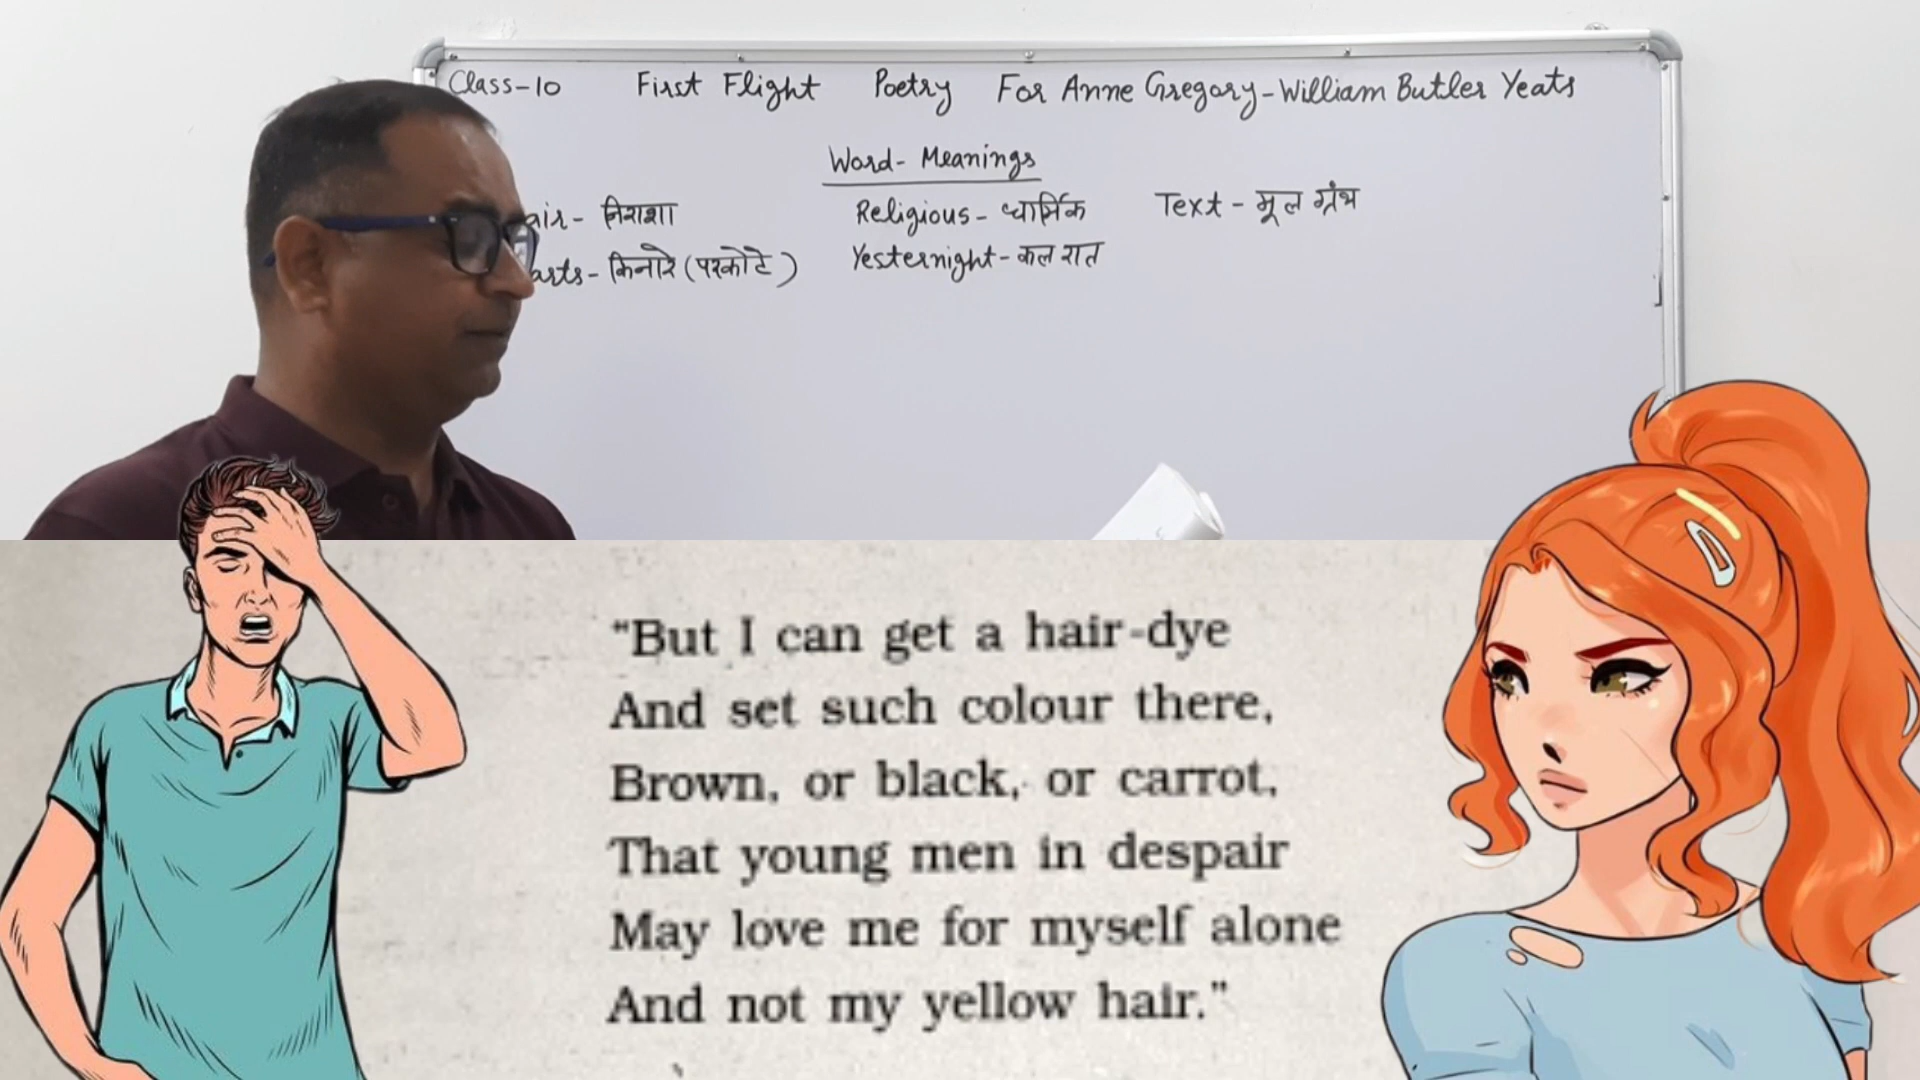 Class-10 First Flight Poetry For Anne Gregory-William Butler Yeats
Word-Meanings
air- निराशा Religious- धार्मिक Text- मूल ग्रंथ
arts- किनारे (परकोटे) Yesternight- कल रात
"But I can get a hair-dye
And set such colour there,
Brown, or black, or carrot,
That young men in despair
May love me for myself alone
And not my yellow hair."